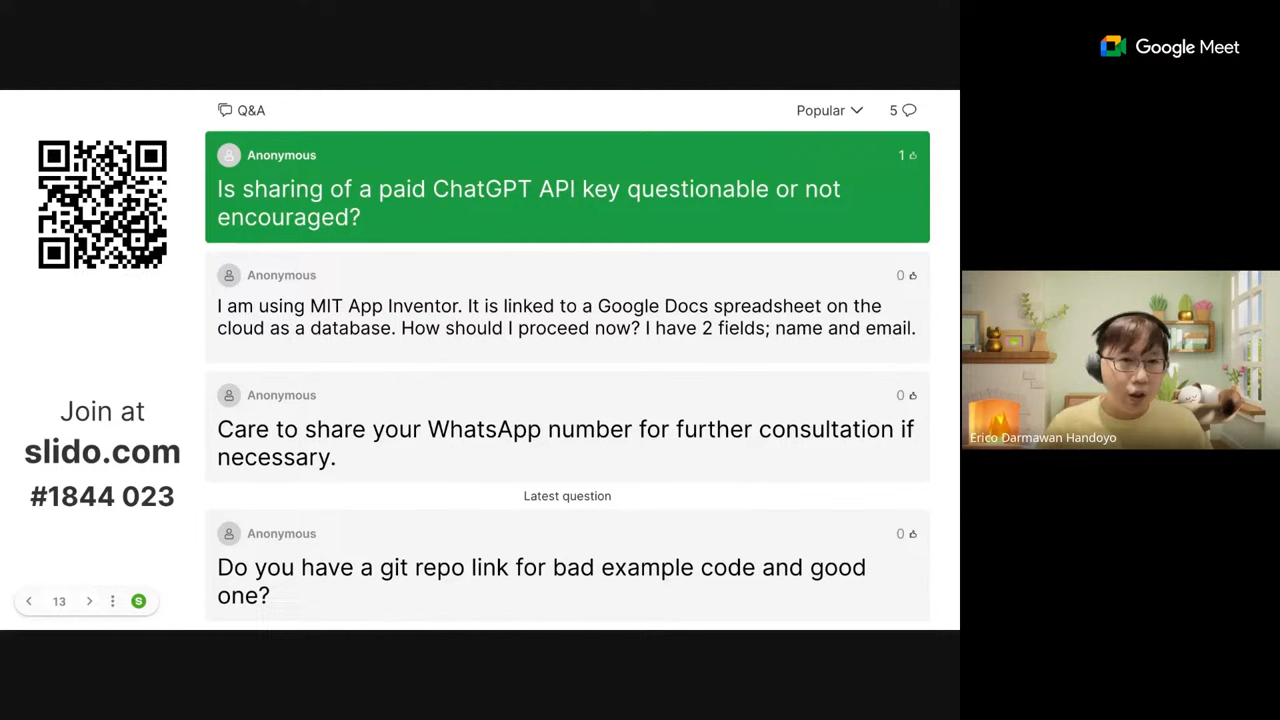 Google Meet
Q&A
Popular
5
Anonymous
1
Is sharing of a paid ChatGPT API key questionable or not
encouraged?
Anonymous
0
I am using MIT App Inventor. It is linked to a Google Docs spreadsheet on the
cloud as a database. How should I proceed now? I have 2 fields; name and email.
Anonymous
0
Care to share your WhatsApp number for further consultation if
necessary.
Latest question
Anonymous
0
Do you have a git repo link for bad example code and good
one?
Join at
slido.com
#1844 023
13
S
Erico Darmawan Handoyo